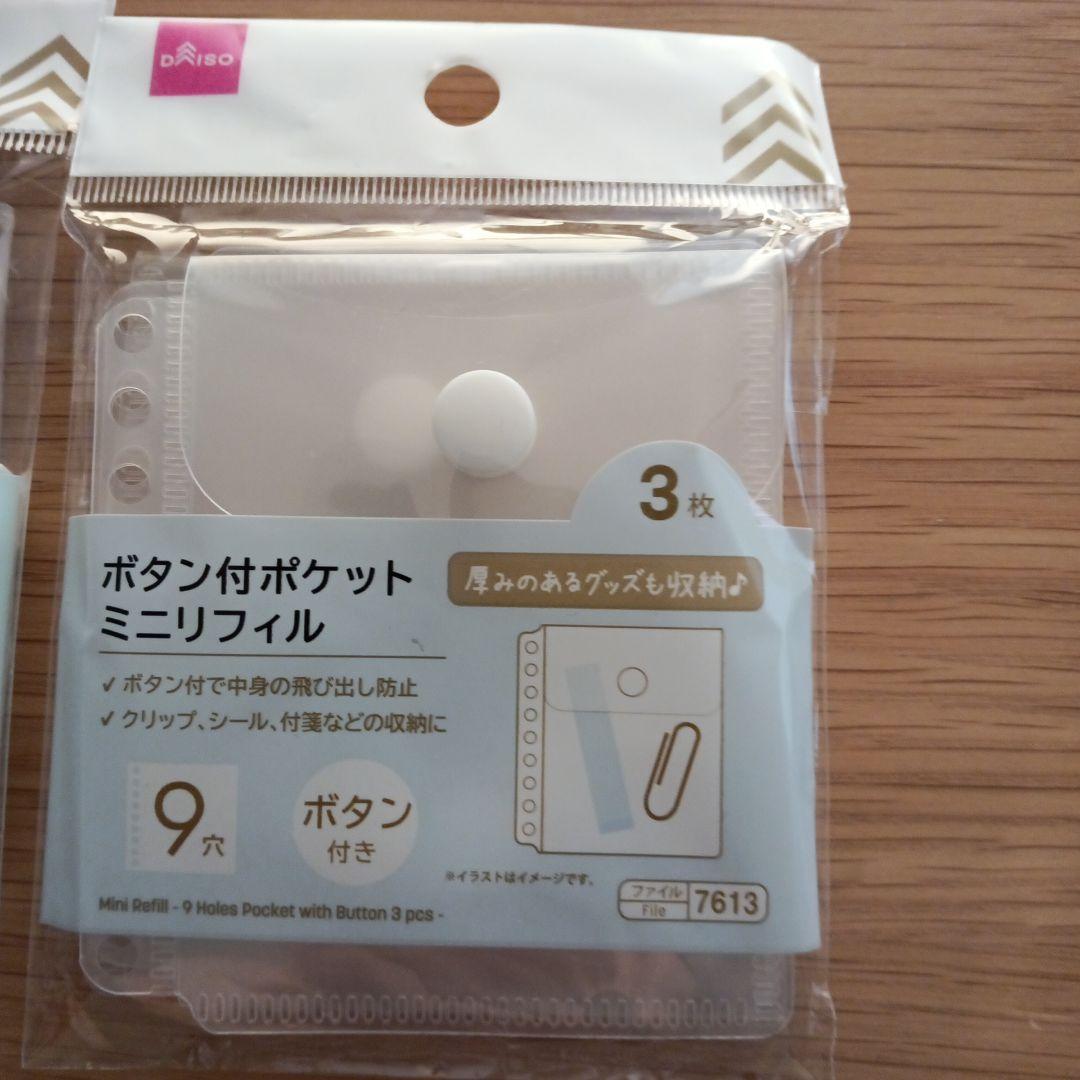 DAISO
3枚
ボタン付ポケット
ミニリフィル
厚みのあるグッズも収納♪
✓ ボタン付で中身の飛び出し防止
✓ クリップ、シール、付箋などの収納に
9穴
ボタン
付き
※イラストはイメージです。
Mini Refill - 9 Holes Pocket with Button 3 pcs -
ファイル
File
7613